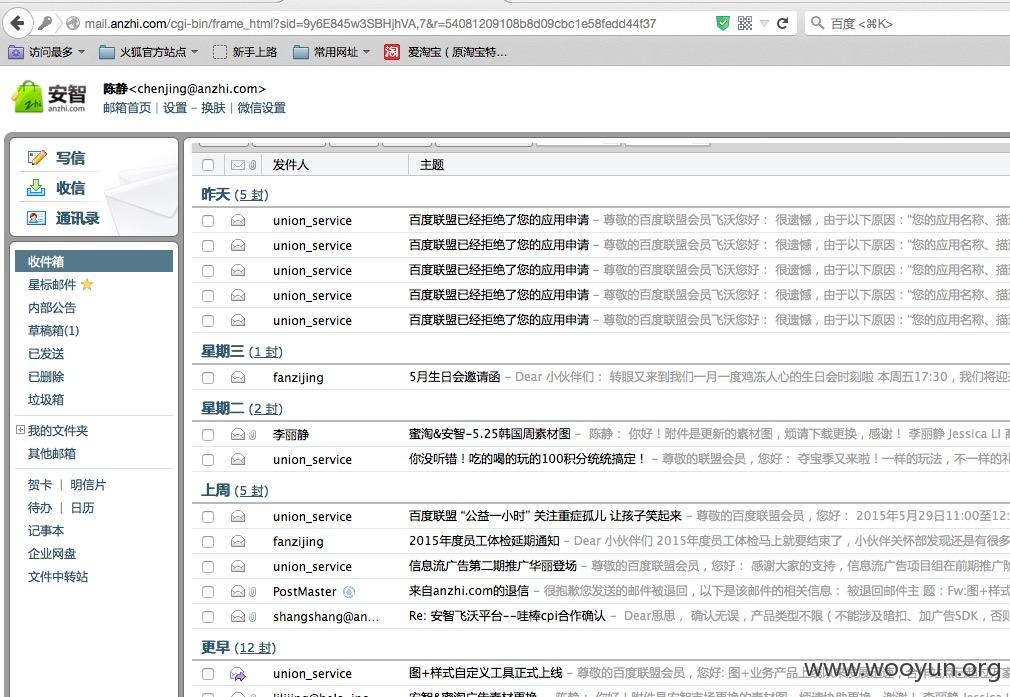 mail.anzhi.com/cgi-bin/frame_html?sid=9y6E845w3SBHjhVA,7&r=54081209108b8d09cbc1e58fedd44f37
百度 <⌘K>
访问最多 火狐官方站点 新手上路 常用网址 淘 爱淘宝（原淘宝特...
安智 anzhi.com
陈静<chenjing@anzhi.com>
邮箱首页 | 设置 - 换肤 | 微信设置
写信
收信
通讯录
收件箱
星标邮件
内部公告
草稿箱(1)
已发送
已删除
垃圾箱
我的文件夹
其他邮箱
贺卡 | 明信片
待办 | 日历
记事本
企业网盘
文件中转站
发件人 主题
昨天 (5 封)
union_service 百度联盟已经拒绝了您的应用申请 - 尊敬的百度联盟会员飞沃您好： 很遗憾，由于以下原因："您的应用名称、描
union_service 百度联盟已经拒绝了您的应用申请 - 尊敬的百度联盟会员飞沃您好： 很遗憾，由于以下原因："您的应用名称、描
union_service 百度联盟已经拒绝了您的应用申请 - 尊敬的百度联盟会员飞沃您好： 很遗憾，由于以下原因："您的应用名称、描
union_service 百度联盟已经拒绝了您的应用申请 - 尊敬的百度联盟会员飞沃您好： 很遗憾，由于以下原因："您的应用名称、描
union_service 百度联盟已经拒绝了您的应用申请 - 尊敬的百度联盟会员飞沃您好： 很遗憾，由于以下原因："您的应用名称、描
星期三 (1 封)
fanzijing 5月生日会邀请函 - Dear 小伙伴们： 转眼又来到我们一月一度鸡冻人心的生日会时刻啦 本周五17:30，我们将迎
星期二 (2 封)
李丽静 蜜淘&安智-5.25韩国周素材图 - 陈静： 你好！附件是更新的素材图，烦请下载更换，感谢！ 李丽静 Jessica LI 商
union_service 你没听错！吃的喝的玩的100积分统统搞定！ - 尊敬的联盟会员，您好： 夺宝季又来啦！一样的玩法，不一样的礼
上周 (5 封)
union_service 百度联盟 “公益一小时” 关注重症孤儿 让孩子笑起来 - 尊敬的百度联盟会员，您好： 2015年5月29日11:00至12:
fanzijing 2015年度员工体检延期通知 - Dear 小伙伴们 2015年度员工体检马上就要结束了，小伙伴关怀部发现还是有很多
union_service 信息流广告第二期推广华丽登场 - 尊敬的百度联盟会员，您好： 感谢大家的支持，信息流广告项目组在前期推广阶
PostMaster 来自anzhi.com的退信 - 很抱歉您发送的邮件被退回，以下是该邮件的相关信息： 被退回邮件主 题：Fw:图+样式
shangshang@an... Re: 安智飞沃平台--哇棒cpi合作确认 - Dear思思， 确认无误，产品类型不限（不能涉及暗扣、加广告SDK，否
更早 (12 封)
union_service 图+样式自定义工具正式上线 - 尊敬的百度联盟会员，您好: 图+业务产品上
www.wooyun.org